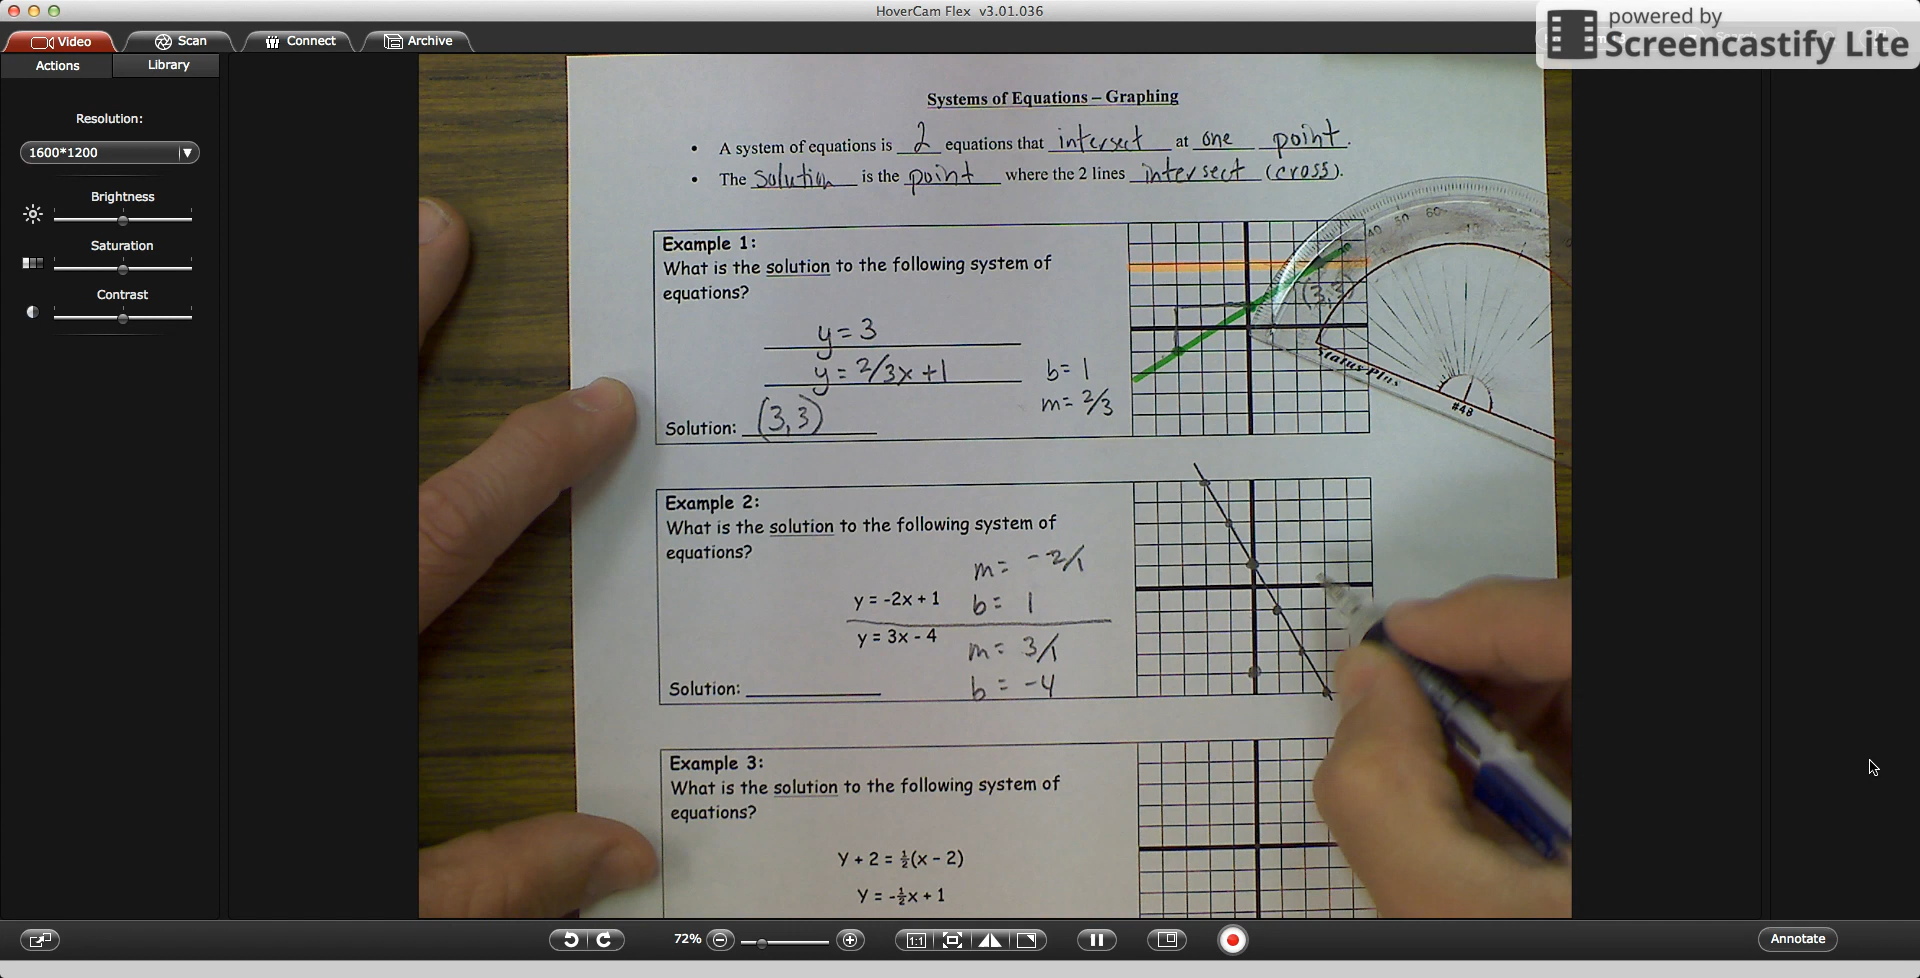 HoverCam Flex v3.01.036
powered by
Screencastify Lite
Video
Scan
Connect
Archive
Actions
Library
Resolution:
1600*1200
Brightness
Saturation
Contrast
Systems of Equations – Graphing
• A system of equations is 2 equations that intersect at one point.
• The solution is the point where the 2 lines intersect (cross).
Example 1:
What is the solution to the following system of
equations?
y = 3
y = 2/3x + 1
b = 1
m = 2/3
Solution: (3,3)
(3,3)
40 50 60
Status Plus
#48
Example 2:
What is the solution to the following system of
equations?
m = -2/1
y = -2x + 1 b = 1
y = 3x - 4 m = 3/1
Solution: b = -4
Example 3:
What is the solution to the following system of
equations?
Y + 2 = ½(x - 2)
Y = -½x + 1
72%
1:1
Annotate